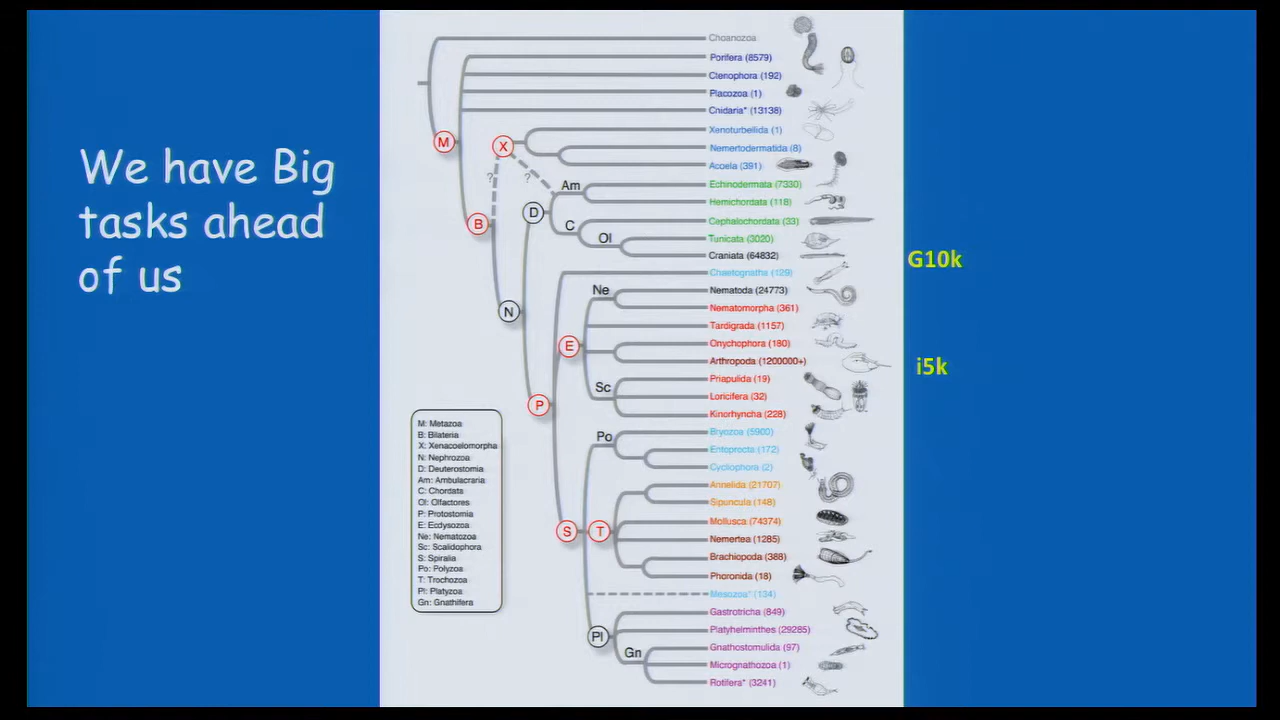 We have Big
tasks ahead
of us
Choanozoa
Porifera (8579)
Ctenophora (192)
Placozoa (1)
Cnidaria* (13138)
Xenoturbellida (1)
Nemertodermatida (8)
Acoela (391)
Echinodermata (7330)
Hemichordata (118)
Cephalochordata (33)
Tunicata (3020)
Craniata (64832)
Chaetognatha (129)
Nematoda (24773)
Nematomorpha (361)
Tardigrada (1157)
Onychophora (180)
Arthropoda (1200000+)
Priapulida (19)
Loricifera (32)
Kinorhyncha (228)
Bryozoa (5900)
Entoprocta (172)
Cycliophora (2)
Annelida (21707)
Sipuncula (148)
Mollusca (74374)
Nemertea (1285)
Brachiopoda (388)
Phoronida (18)
Mesozoa* (134)
Gastrotricha (849)
Platyhelminthes (29285)
Gnathostomulida (97)
Micrognathozoa (1)
Rotifera* (3241)
M
X
?
?
Am
D
B
C
Ol
N
Ne
E
Sc
P
Po
S
T
Pl
Gn
G10k
i5k
M: Metazoa
B: Bilateria
X: Xenacoelomorpha
N: Nephrozoa
D: Deuterostomia
Am: Ambulacraria
C: Chordata
Ol: Olfactores
P: Protostomia
E: Ecdysozoa
Ne: Nematozoa
Sc: Scalidophora
S: Spiralia
Po: Polyzoa
T: Trochozoa
Pl: Platyzoa
Gn: Gnathifera